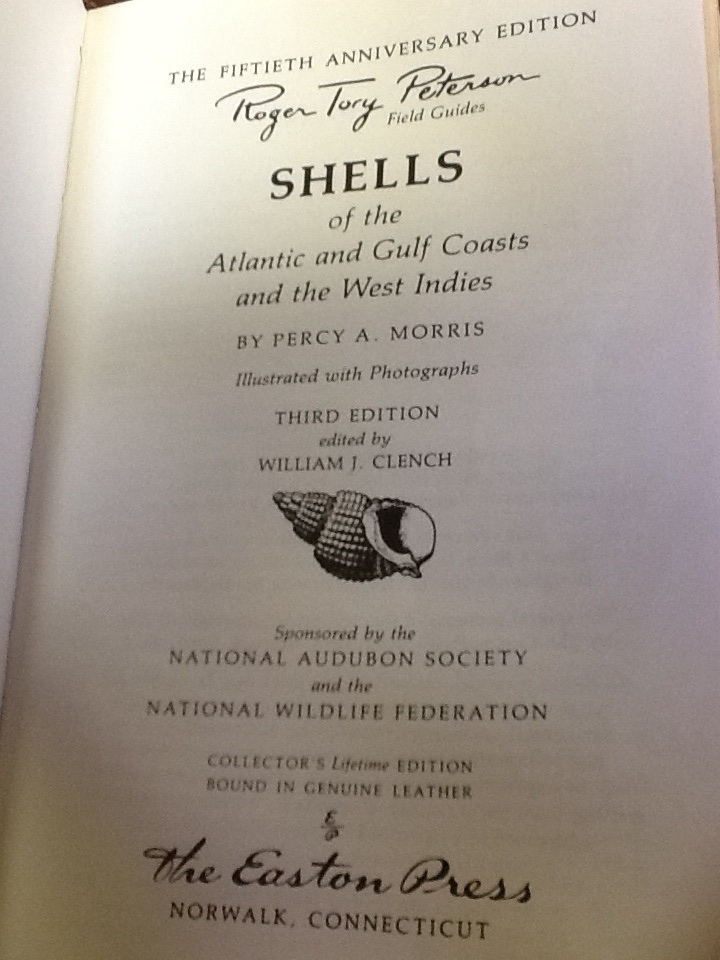 THE FIFTIETH ANNIVERSARY EDITION
Roger Tory Peterson
Field Guides
SHELLS
of the
Atlantic and Gulf Coasts
and the West Indies
BY PERCY A. MORRIS
Illustrated with Photographs
THIRD EDITION
edited by
WILLIAM J. CLENCH
Sponsored by the
NATIONAL AUDUBON SOCIETY
and the
NATIONAL WILDLIFE FEDERATION
COLLECTOR'S Lifetime EDITION
BOUND IN GENUINE LEATHER
E/P
The Easton Press
NORWALK, CONNECTICUT